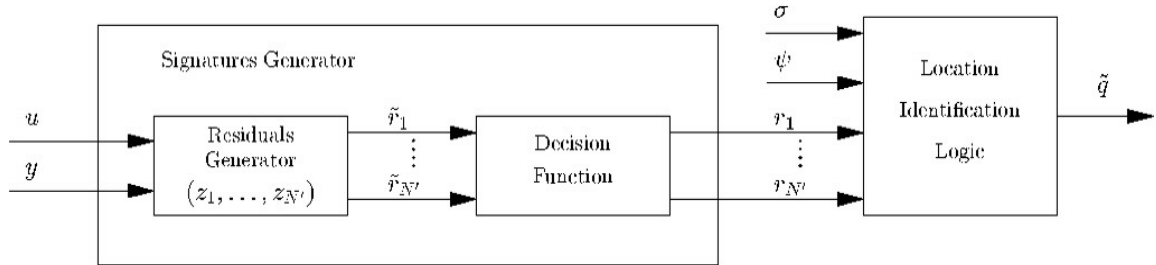 σ
Signatures Generator
ψ
Location
q̃
Identification
u
Residuals
r̃₁
Decision
r₁
Logic
Generator
⋮
Function
⋮
y
(z₁, . . . , z_N′)
r̃_N′
r_N′